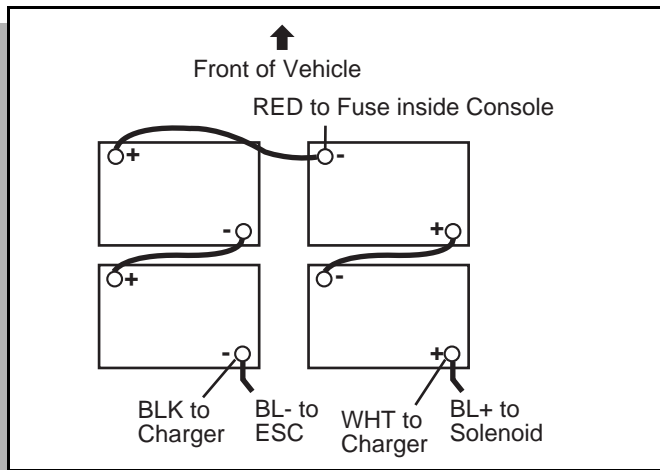 Front of Vehicle
RED to Fuse inside Console
+ -
- +
+ -
- +
BLK to
Charger
BL- to
ESC
WHT to
Charger
BL+ to
Solenoid